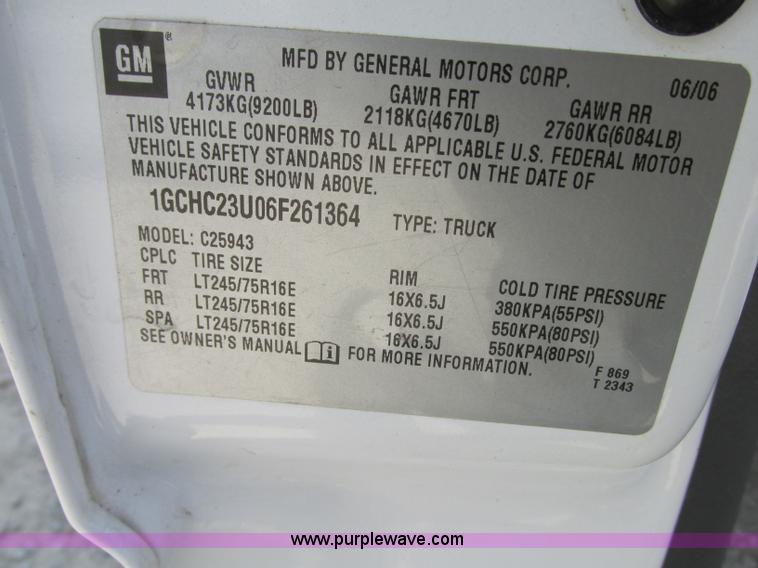 GM ®
MFD BY GENERAL MOTORS CORP. 06/06
GVWR GAWR FRT GAWR RR
4173KG(9200LB) 2118KG(4670LB) 2760KG(6084LB)
THIS VEHICLE CONFORMS TO ALL APPLICABLE U.S. FEDERAL MOTOR
VEHICLE SAFETY STANDARDS IN EFFECT ON THE DATE OF
MANUFACTURE SHOWN ABOVE.
1GCHC23U06F261364 TYPE: TRUCK
MODEL: C25943
CPLC TIRE SIZE RIM COLD TIRE PRESSURE
FRT LT245/75R16E 16X6.5J 380KPA(55PSI)
RR LT245/75R16E 16X6.5J 550KPA(80PSI)
SPA LT245/75R16E 16X6.5J 550KPA(80PSI)
SEE OWNER'S MANUAL FOR MORE INFORMATION.
F 869
T 2343
www.purplewave.com